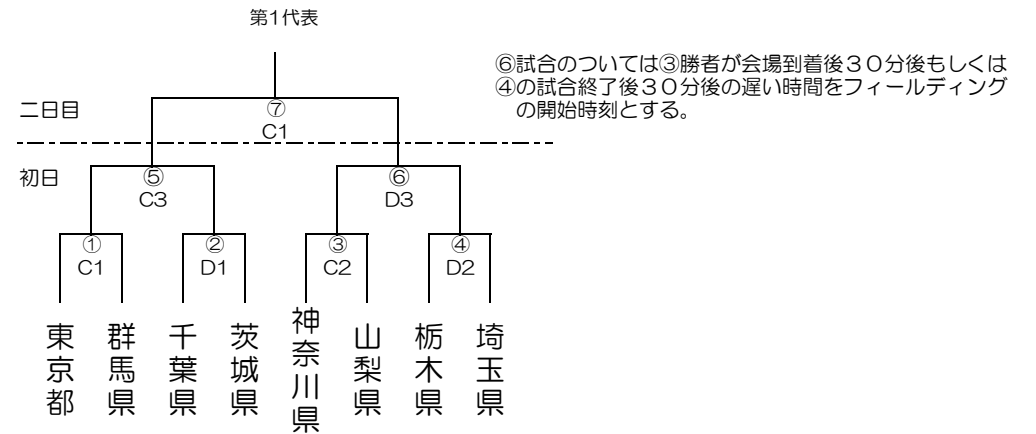 第1代表
⑥試合のついては③勝者が会場到着後30分後もしくは
④の試合終了後30分後の遅い時間をフィールディング
の開始時刻とする。
二日目
⑦
C1
初日
⑤
C3
⑥
D3
①
C1
②
D1
③
C2
④
D2
東京都
群馬県
千葉県
茨城県
神奈川県
山梨県
栃木県
埼玉県